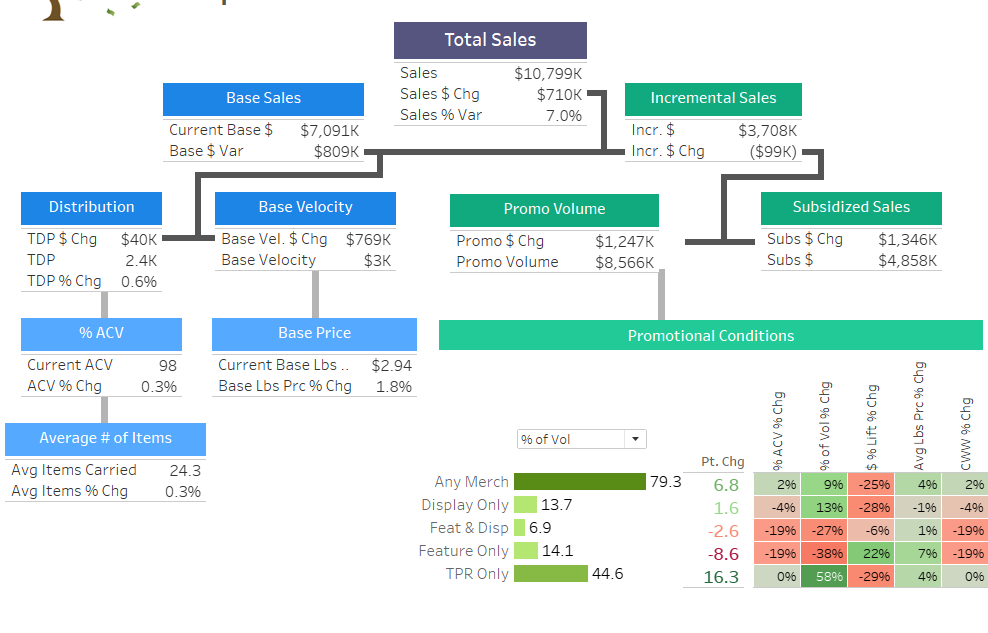 Total Sales
Sales $10,799K
Sales $ Chg $710K
Sales % Var 7.0%
Base Sales
Current Base $ $7,091K
Base $ Var $809K
Incremental Sales
Incr. $ $3,708K
Incr. $ Chg ($99K)
Distribution
TDP $ Chg $40K
TDP 2.4K
TDP % Chg 0.6%
Base Velocity
Base Vel. $ Chg $769K
Base Velocity $3K
Promo Volume
Promo $ Chg $1,247K
Promo Volume $8,566K
Subsidized Sales
Subs $ Chg $1,346K
Subs $ $4,858K
% ACV
Current ACV 98
ACV % Chg 0.3%
Base Price
Current Base Lbs .. $2.94
Base Lbs Prc % Chg 1.8%
Average # of Items
Avg Items Carried 24.3
Avg Items % Chg 0.3%
Promotional Conditions
% of Vol
Pt. Chg
% ACV % Chg
% of Vol % Chg
$ % Lift % Chg
Avg Lbs Prc % Chg
CWW % Chg
Any Merch 79.3 6.8 2% 9% -25% 4% 2%
Display Only 13.7 1.6 -4% 13% -28% -1% -4%
Feat & Disp 6.9 -2.6 -19% -27% -6% 1% -19%
Feature Only 14.1 -8.6 -19% -38% 22% 7% -19%
TPR Only 44.6 16.3 0% 58% -29% 4% 0%